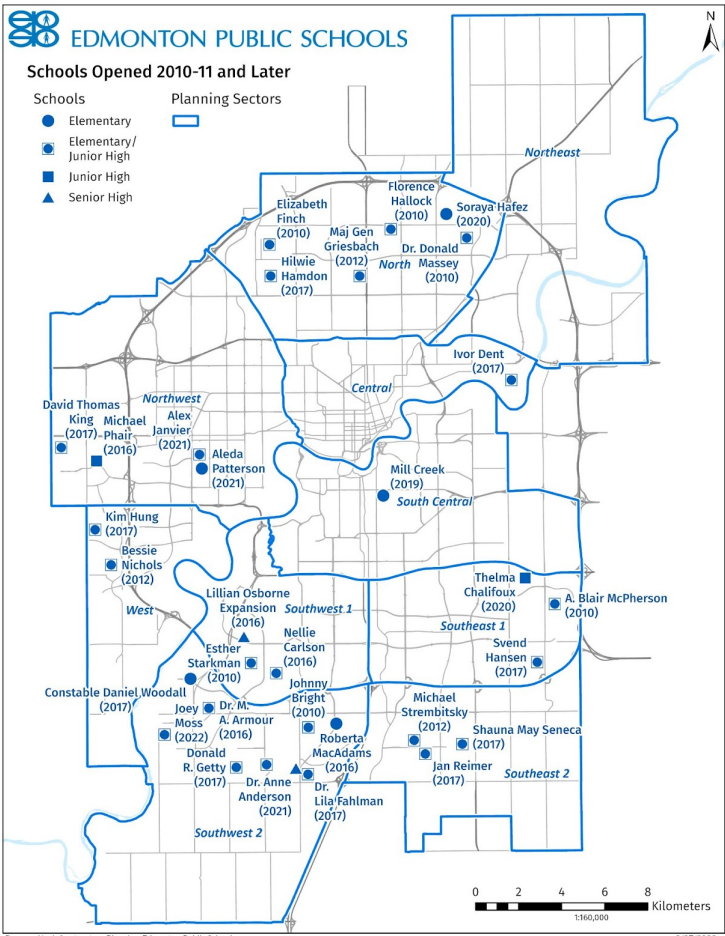 EDMONTON PUBLIC SCHOOLS
N
Schools Opened 2010-11 and Later
Schools
Planning Sectors
Elementary
Elementary/
Junior High
Junior High
Senior High
Northeast
Florence
Hallock
(2010)
Soraya Hafez
(2020)
Elizabeth
Finch
(2010)
Maj Gen
Griesbach
(2012)
Dr. Donald
Massey
(2010)
North
Hilwie
Hamdon
(2017)
Ivor Dent
(2017)
Central
Northwest
David Thomas
King
(2017)
Michael
Phair
(2016)
Alex
Janvier
(2021)
Aleda
Patterson
(2021)
Mill Creek
(2019)
South Central
Kim Hung
(2017)
Bessie
Nichols
(2012)
West
Lillian Osborne
Expansion
(2016)
Southwest 1
Thelma
Chalifoux
(2020)
A. Blair McPherson
(2010)
Southeast 1
Esther
Starkman
(2010)
Nellie
Carlson
(2016)
Svend
Hansen
(2017)
Constable Daniel Woodall
(2017)
Johnny
Bright
(2010)
Joey
Moss
(2022)
Dr. M.
A. Armour
(2016)
Roberta
MacAdams
(2016)
Michael
Strembitsky
(2012)
Shauna May Seneca
(2017)
Jan Reimer
(2017)
Southeast 2
Donald
R. Getty
(2017)
Dr. Anne
Anderson
(2021)
Dr.
Lila Fahlman
(2017)
Southwest 2
0 2 4 6 8
Kilometers
1:160,000